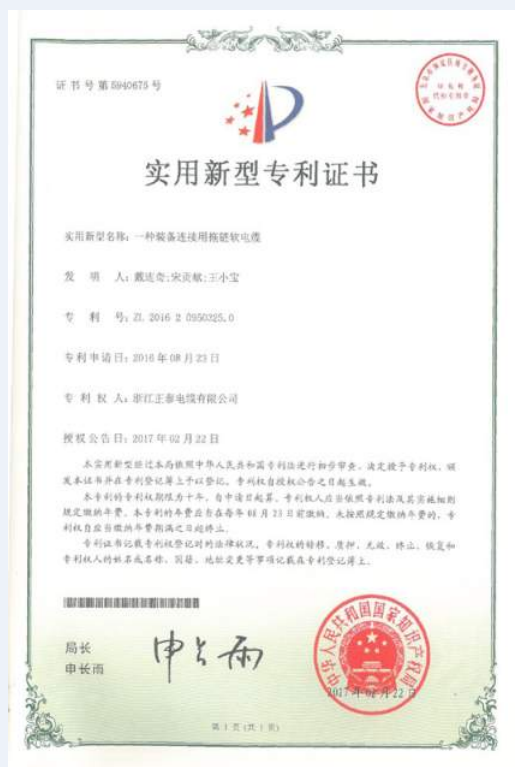 证书号第5940675号
实用新型专利证书
实用新型名称：一种装备连接用拖链软电缆
发 明 人：戴连奇;宋贡献;王小宝
专 利 号：ZL 2016 2 0950325.0
专利申请日：2016年08月23日
专 利 权 人：浙江正泰电缆有限公司
授权公告日：2017年02月22日
本实用新型经过本局依照中华人民共和国专利法进行初步审查，决定授予专利权，颁
发本证书并在专利登记簿上予以登记。专利权自授权公告之日起生效。
本专利的专利权期限为十年，自申请日起算。专利权人应当依照专利法及其实施细则
规定缴纳年费。本专利的年费应当在每年08月23日前缴纳。未按照规定缴纳年费的，专
利权自应当缴纳年费期满之日起终止。
专利证书记载专利权登记时的法律状况。专利权的转移、质押、无效、终止、恢复和
专利权人的姓名或名称、国籍、地址变更等事项记载在专利登记簿上。
局长
申长雨
申长雨
中华人民共和国国家知识产权局
2017年02月22日
第1页(共1页)